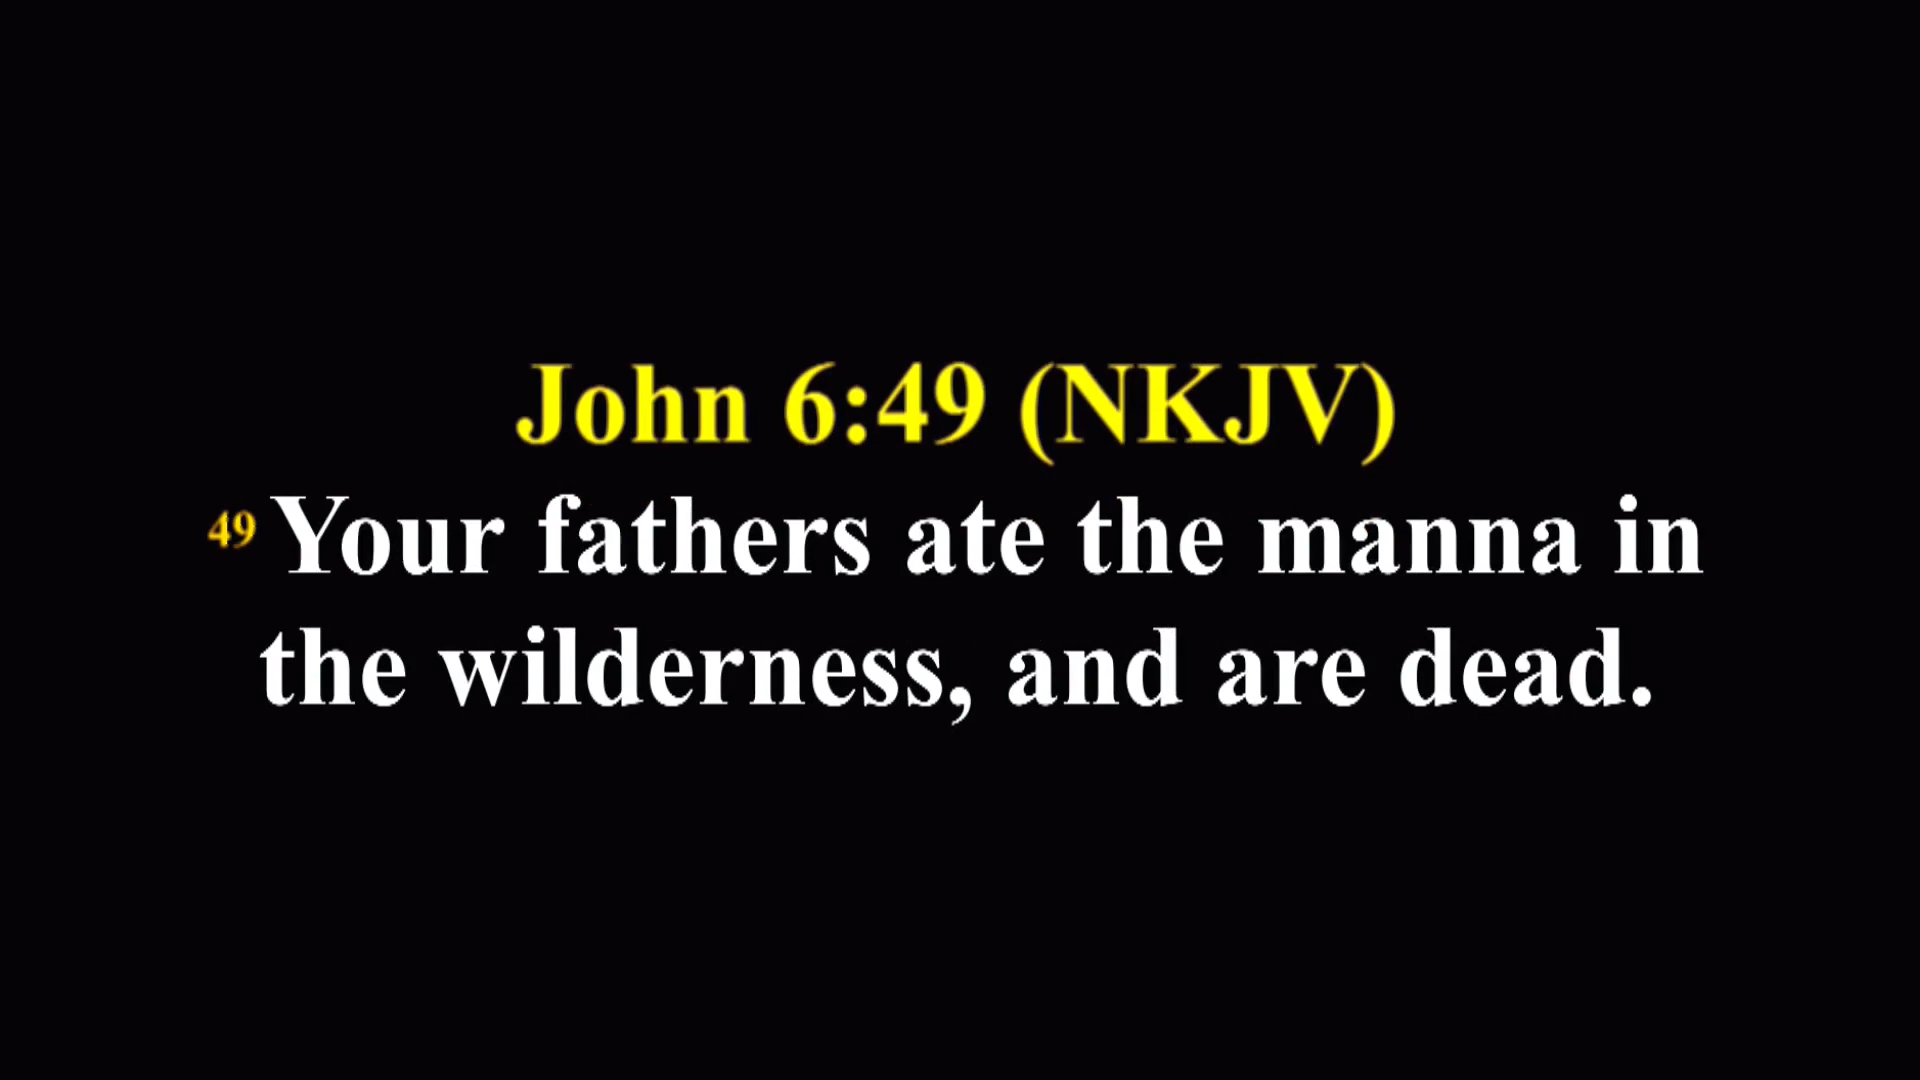 John 6:49 (NKJV)
49 Your fathers ate the manna in
the wilderness, and are dead.